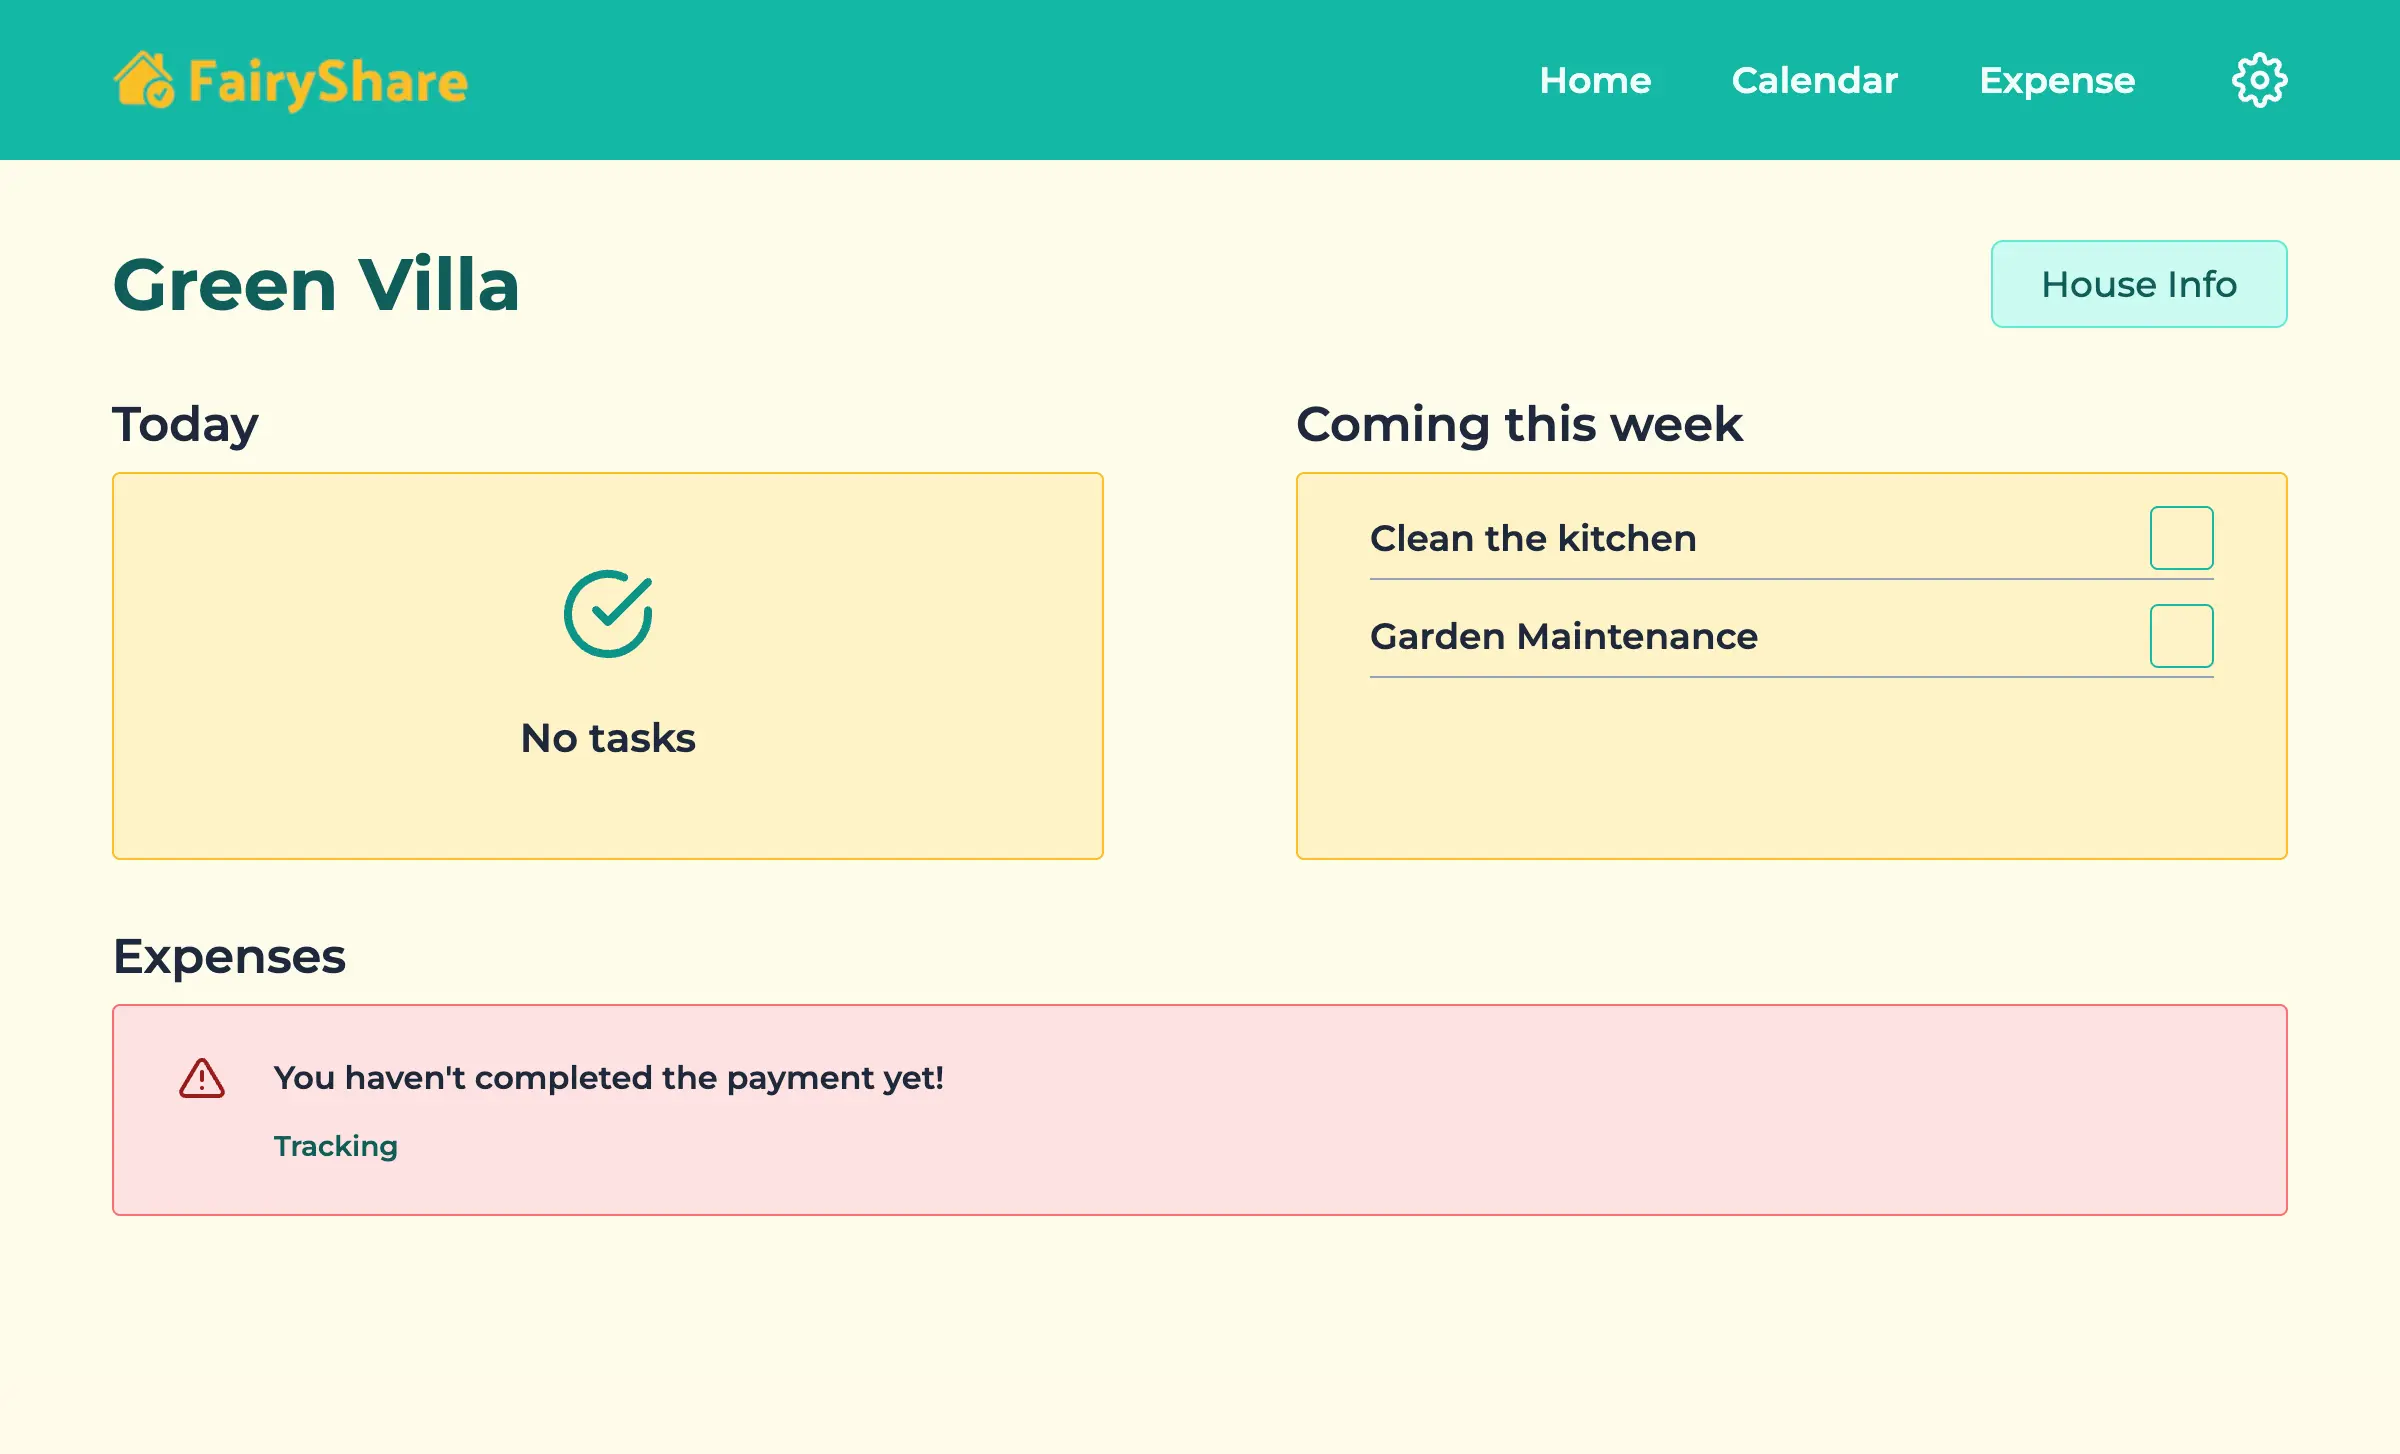 FairyShare
Home
Calendar
Expense
Green Villa
House Info
Today
Coming this week
No tasks
Clean the kitchen
Garden Maintenance
Expenses
You haven't completed the payment yet!
Tracking